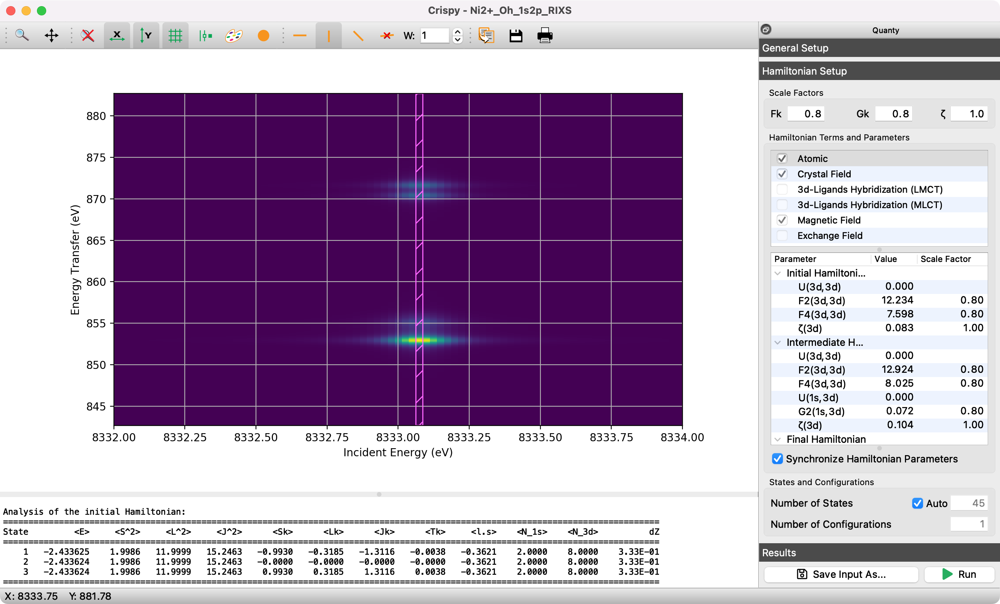 Crispy - Ni2+_Oh_1s2p_RIXS
X
Y
W: 1
880
875
870
865
860
855
850
845
Energy Transfer (eV)
8332.00 8332.25 8332.50 8332.75 8333.00 8333.25 8333.50 8333.75 8334.00
Incident Energy (eV)
Analysis of the initial Hamiltonian:
=================================================================================================================================
State <E> <S^2> <L^2> <J^2> <Sk> <Lk> <Jk> <Tk> <l.s> <N_1s> <N_3d> dZ
=================================================================================================================================
1 -2.433625 1.9986 11.9999 15.2463 -0.9930 -0.3185 -1.3116 -0.0038 -0.3621 2.0000 8.0000 3.33E-01
2 -2.433624 1.9986 11.9999 15.2463 -0.0000 -0.0000 -0.0000 -0.0000 -0.3621 2.0000 8.0000 3.33E-01
3 -2.433624 1.9986 11.9999 15.2463 0.9930 0.3185 1.3116 0.0038 -0.3621 2.0000 8.0000 3.33E-01
=================================================================================================================================
X: 8333.75 Y: 881.78
Quanty
General Setup
Hamiltonian Setup
Scale Factors
Fk 0.8 Gk 0.8 ζ 1.0
Hamiltonian Terms and Parameters
Atomic
Crystal Field
3d-Ligands Hybridization (LMCT)
3d-Ligands Hybridization (MLCT)
Magnetic Field
Exchange Field
Parameter Value Scale Factor
Initial Hamiltoni...
U(3d,3d) 0.000
F2(3d,3d) 12.234 0.80
F4(3d,3d) 7.598 0.80
ζ(3d) 0.083 1.00
Intermediate H...
U(3d,3d) 0.000
F2(3d,3d) 12.924 0.80
F4(3d,3d) 8.025 0.80
U(1s,3d) 0.000
G2(1s,3d) 0.072 0.80
ζ(3d) 0.104 1.00
Final Hamiltonian
Synchronize Hamiltonian Parameters
States and Configurations
Number of States Auto 45
Number of Configurations 1
Results
Save Input As... Run